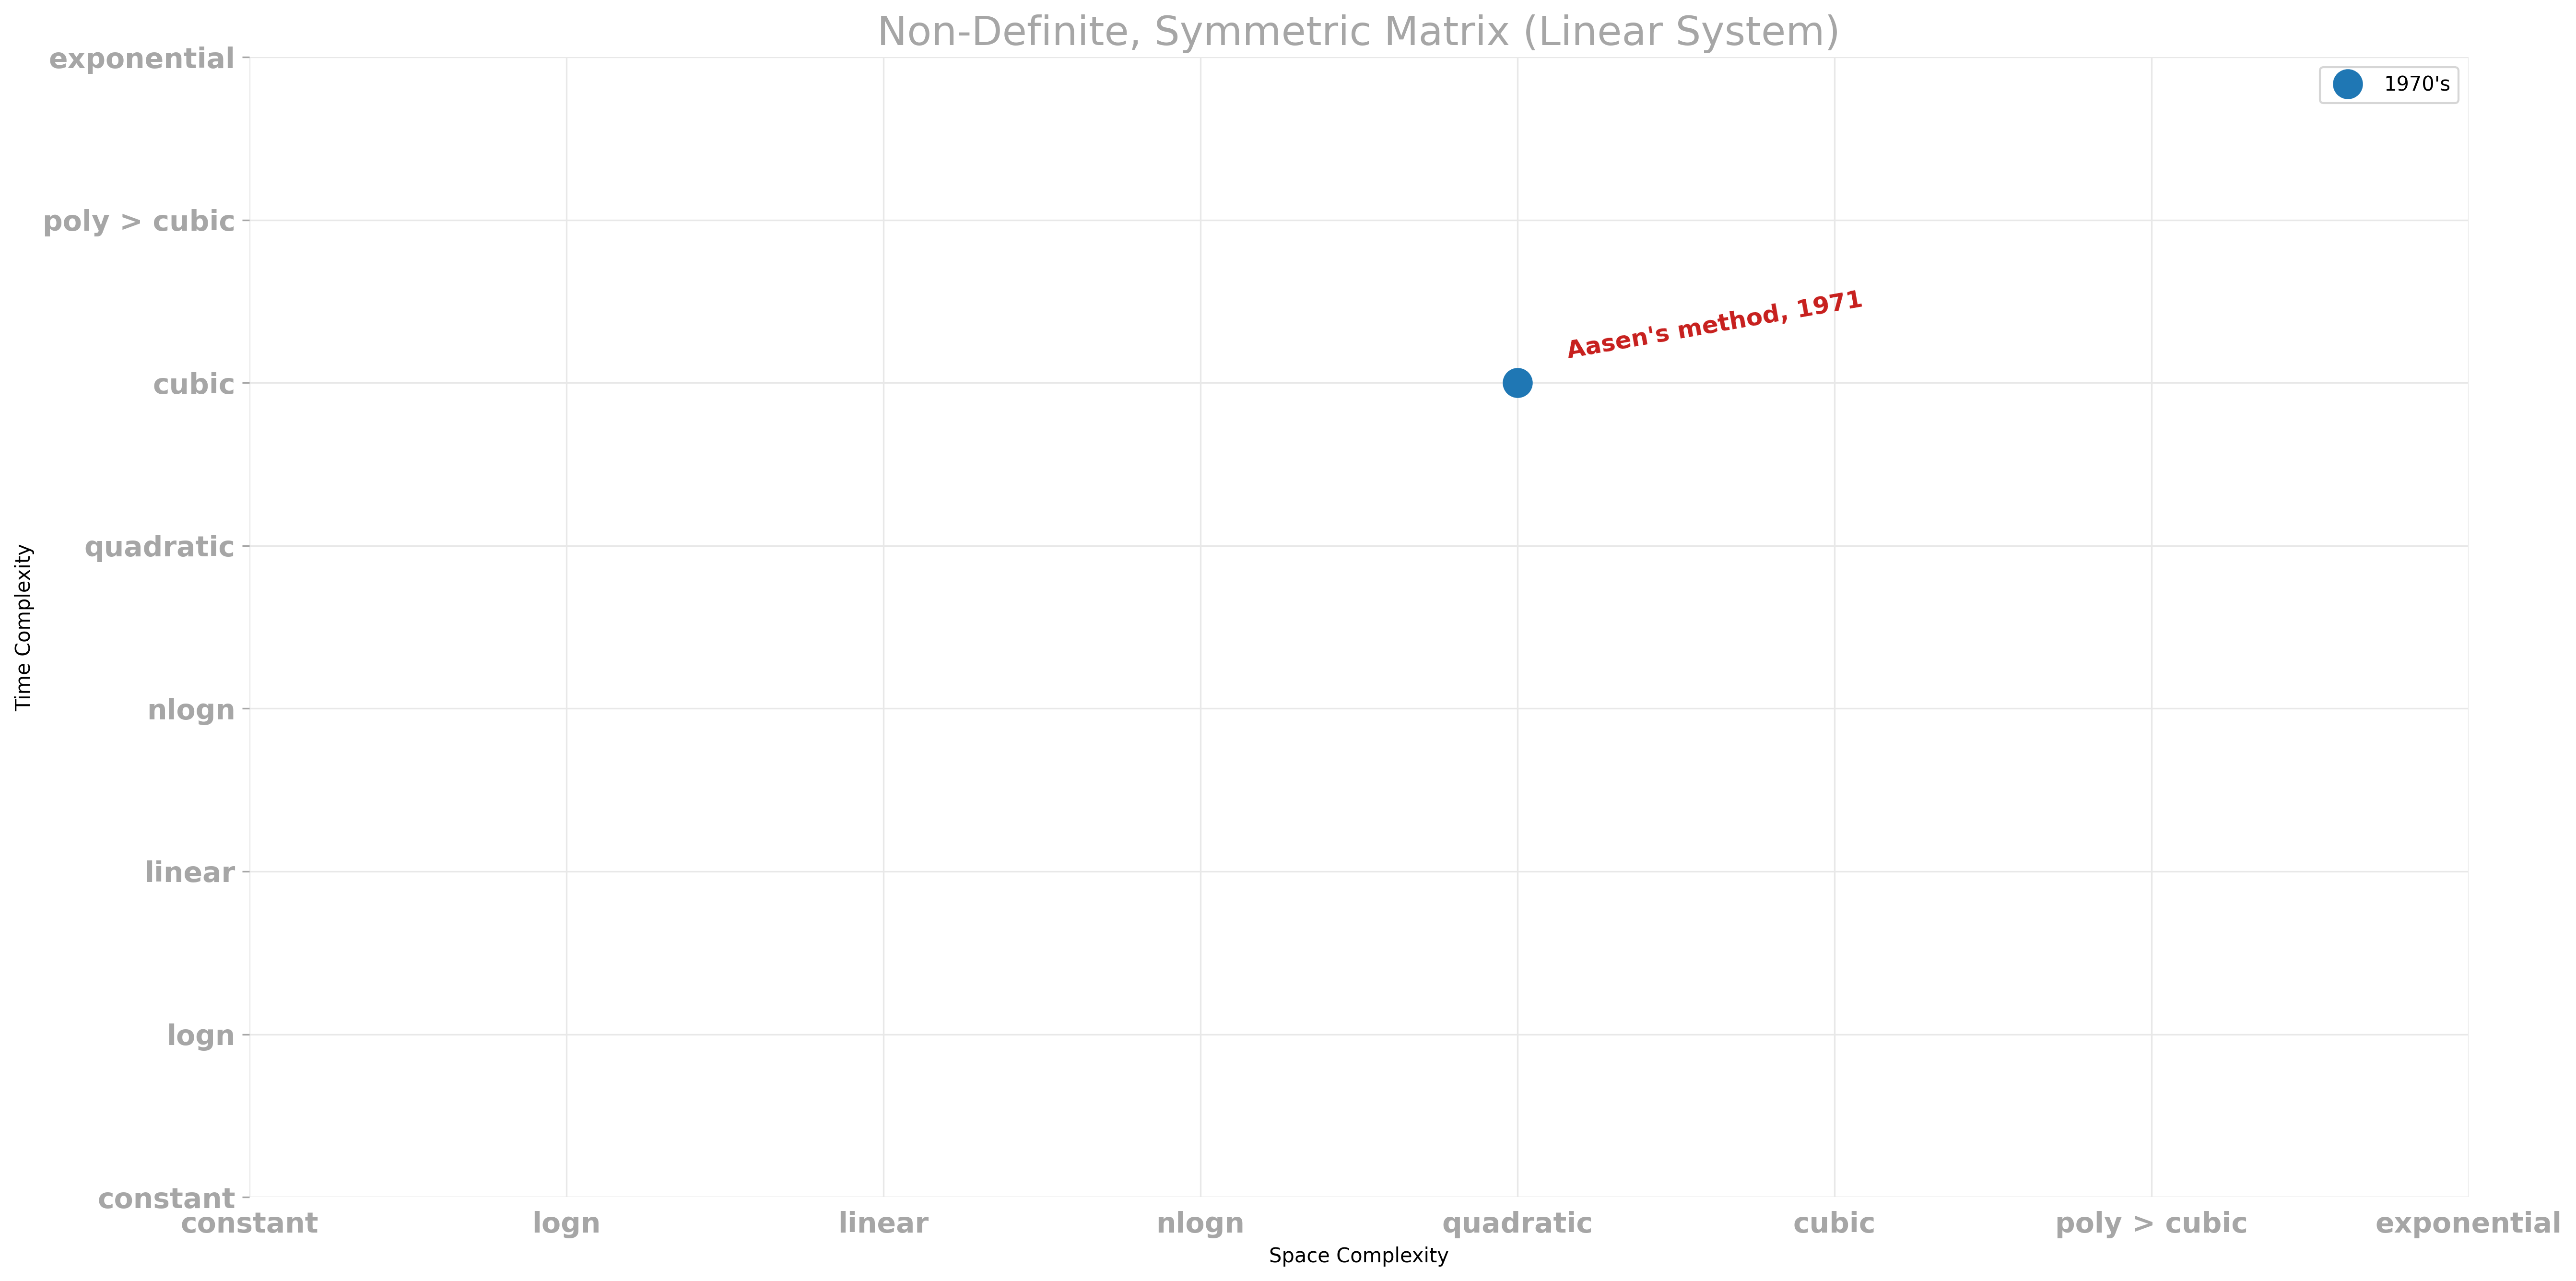 Non-Definite, Symmetric Matrix (Linear System)
exponential
1970's
poly > cubic
Aasen's method, 1971
cubic
quadratic
Time Complexity
nlogn
linear
logn
constant
constant logn linear nlogn quadratic cubic poly > cubic exponential
Space Complexity